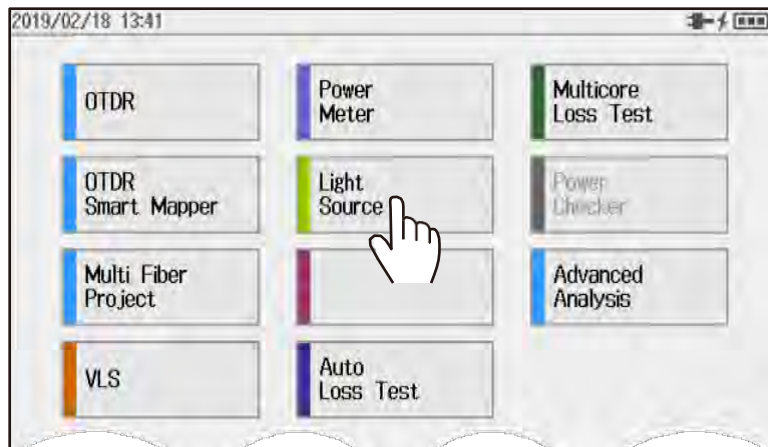 2019/02/18 13:41
OTDR
Power
Meter
Multicore
Loss Test
OTDR
Smart Mapper
Light
Source
Power
Checker
Multi Fiber
Project
Advanced
Analysis
VLS
Auto
Loss Test